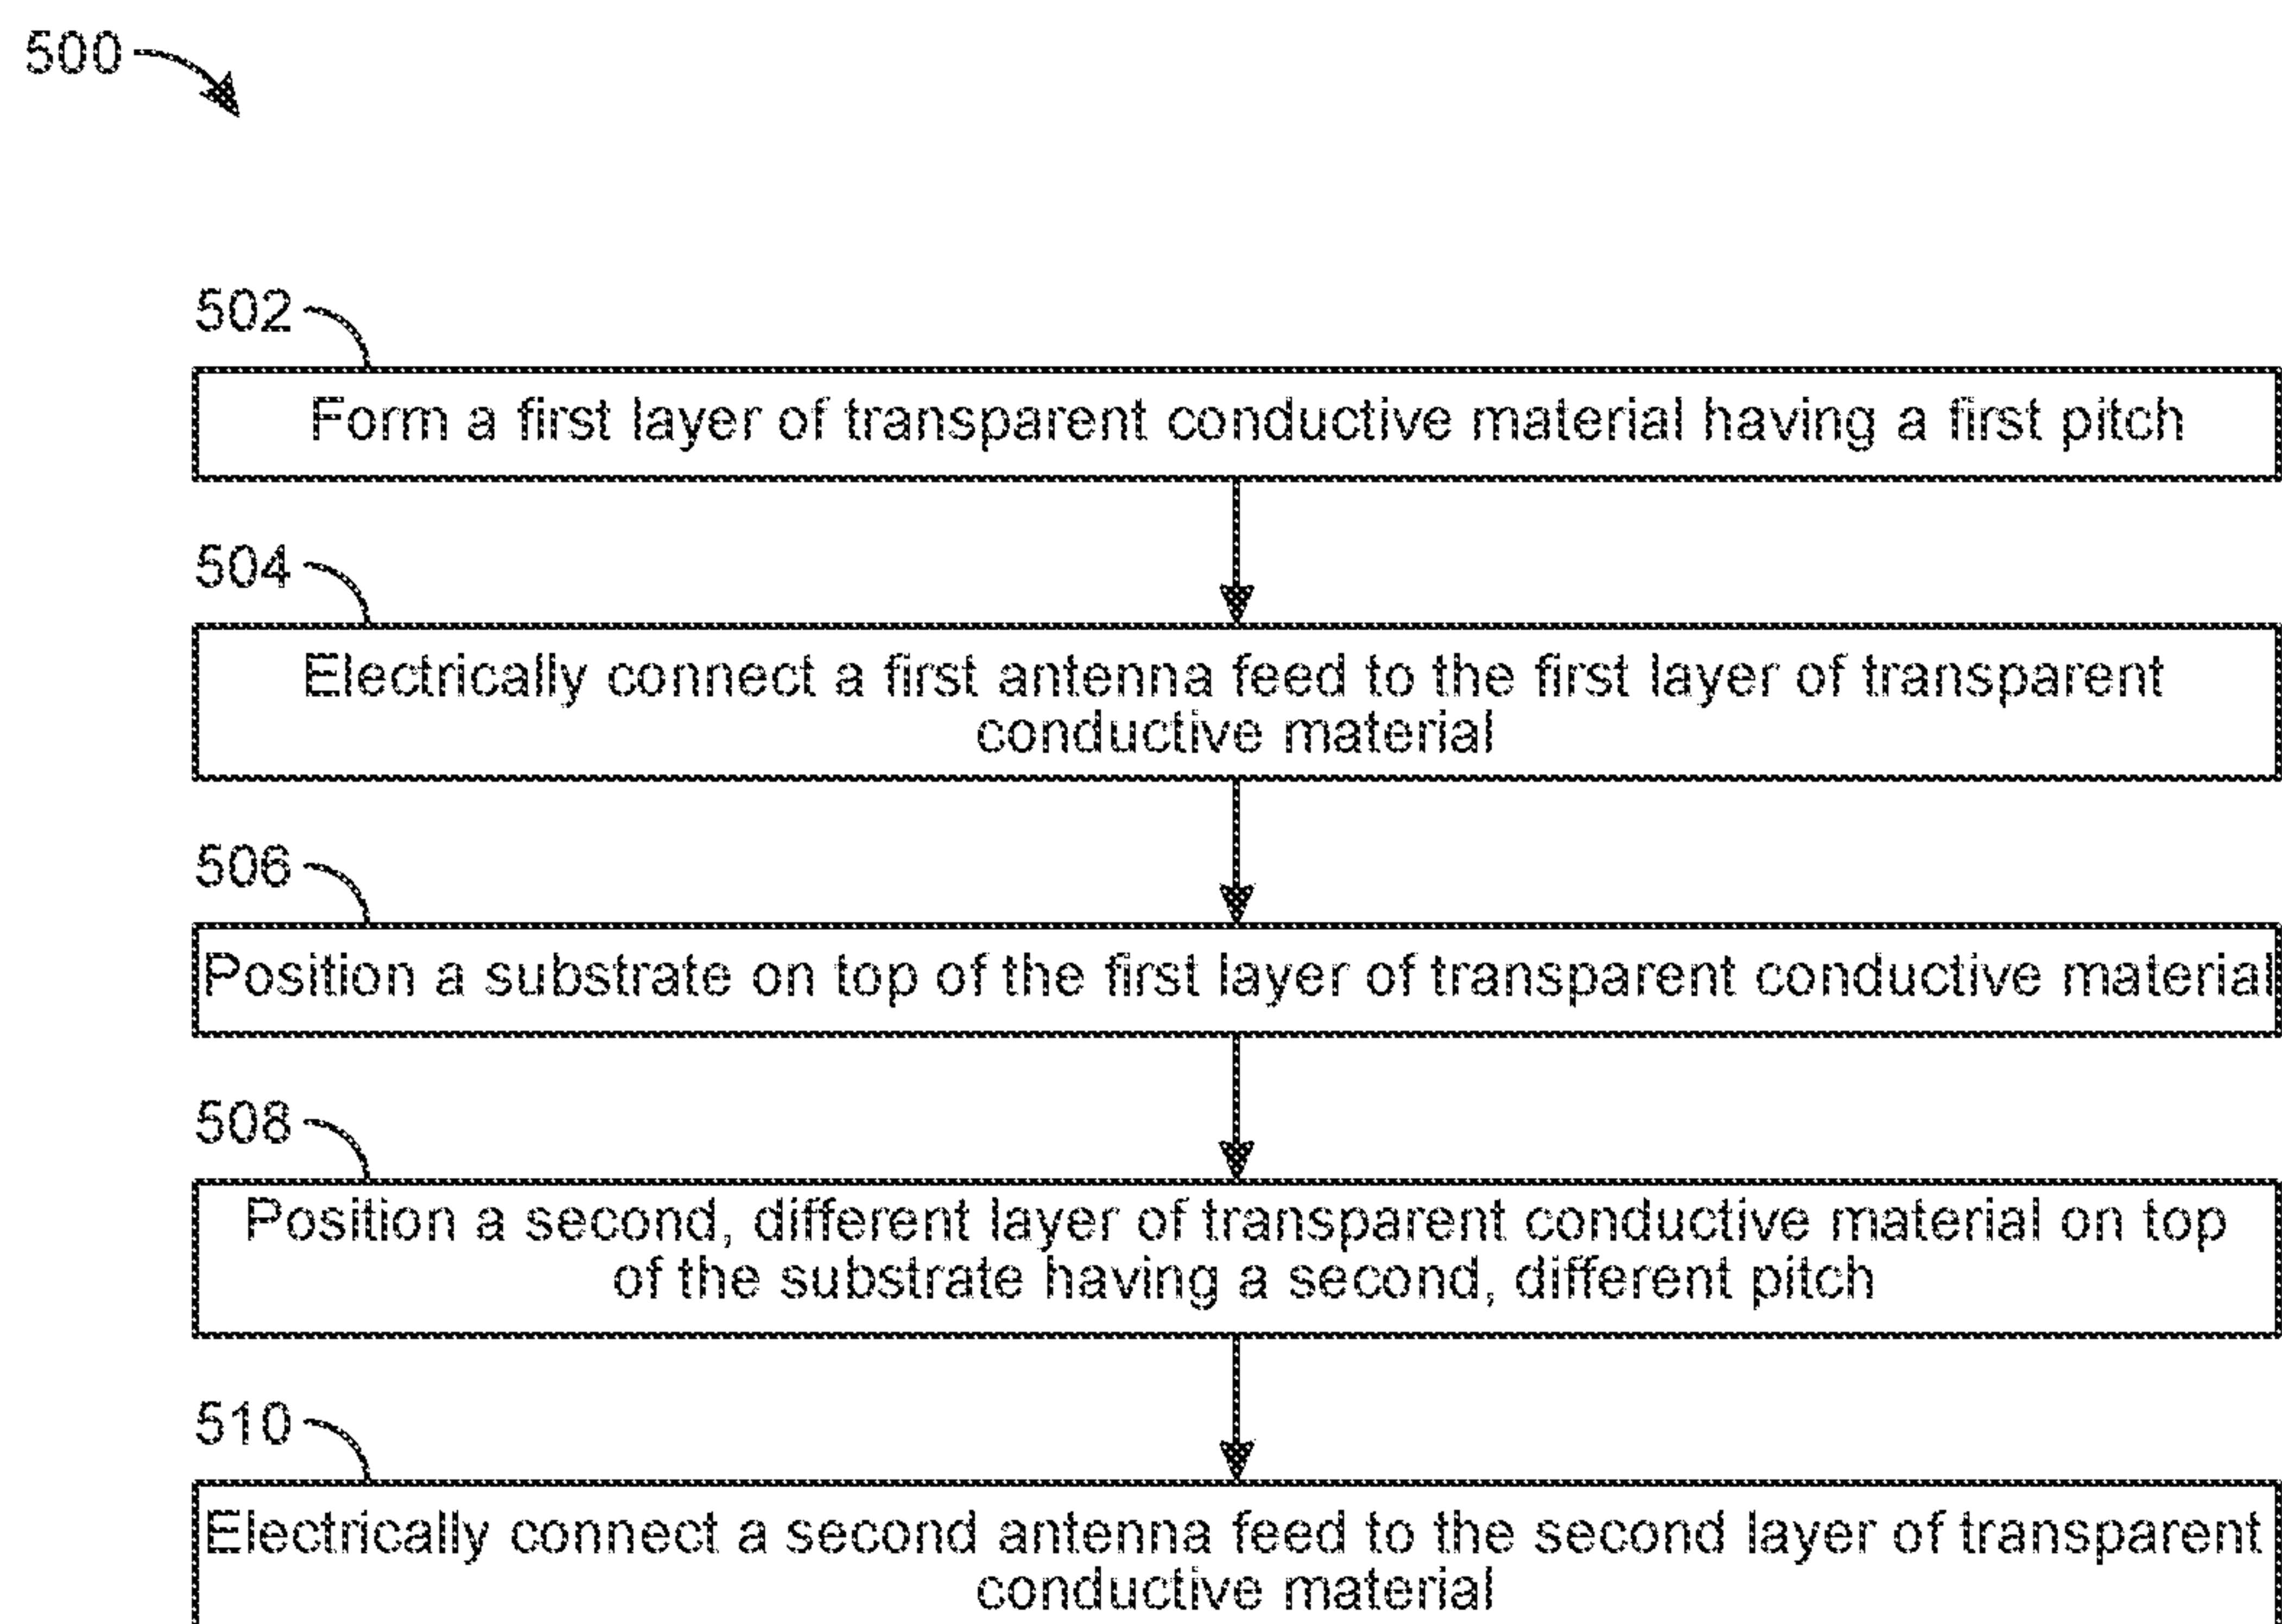 500
502
Form a first layer of transparent conductive material having a first pitch
504
Electrically connect a first antenna feed to the first layer of transparent
conductive material
506
Position a substrate on top of the first layer of transparent conductive material
508
Position a second, different layer of transparent conductive material on top
of the substrate having a second, different pitch
510
Electrically connect a second antenna feed to the second layer of transparent
conductive material